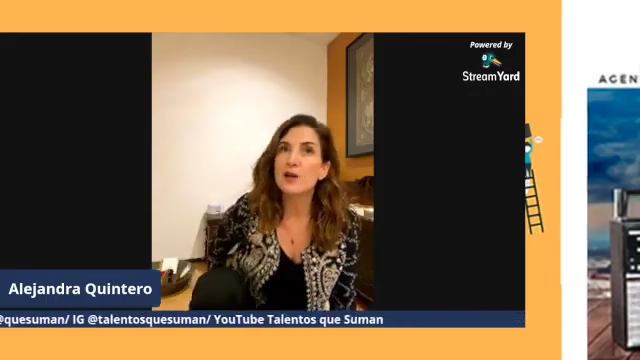 Powered by
StreamYard
AGEN
Alejandra Quintero
@quesuman/ IG @talentosquesuman/ YouTube Talentos que Suman